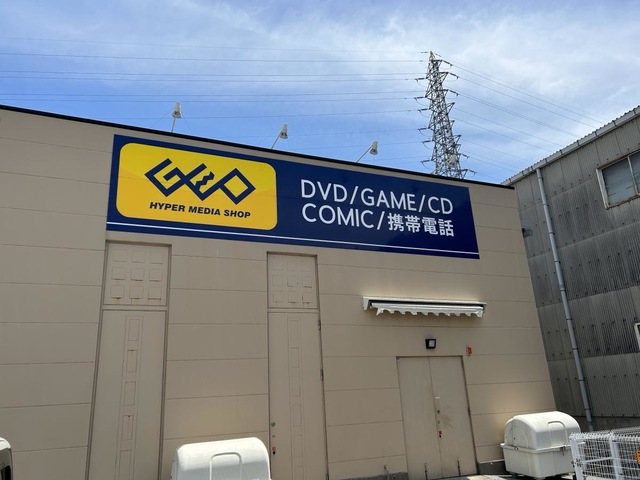 GEO
HYPER MEDIA SHOP
DVD/GAME/CD
COMIC/携帯電話